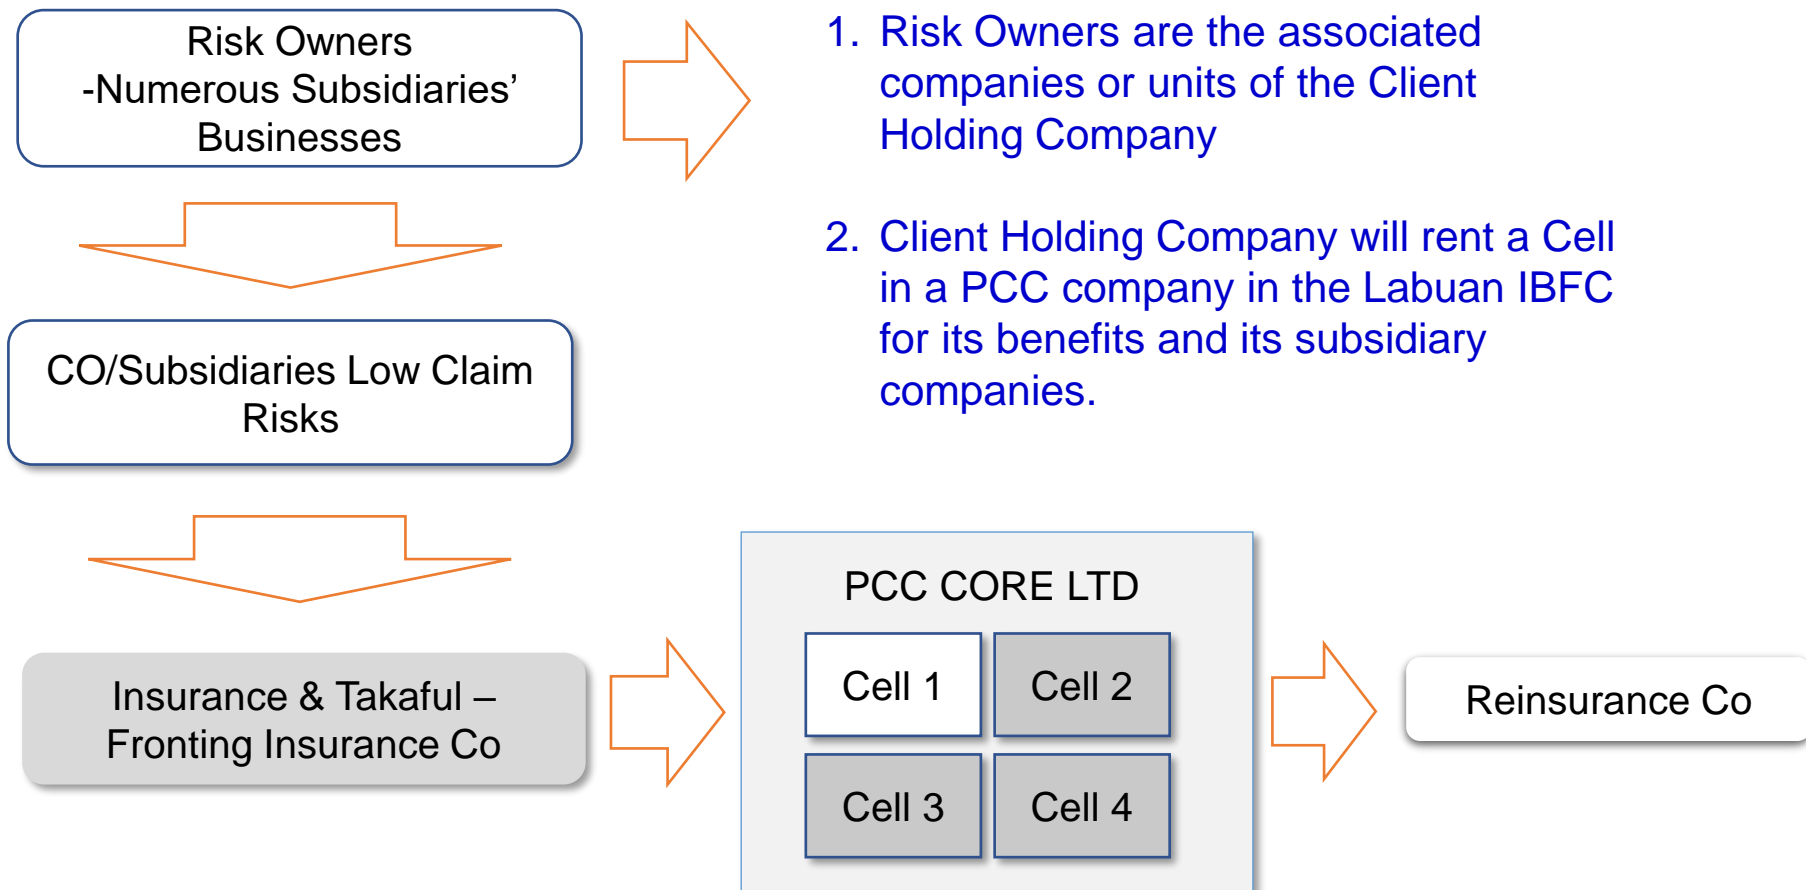 Risk Owners
-Numerous Subsidiaries’
Businesses
1. Risk Owners are the associated
companies or units of the Client
Holding Company
2. Client Holding Company will rent a Cell
in a PCC company in the Labuan IBFC
for its benefits and its subsidiary
companies.
CO/Subsidiaries Low Claim
Risks
Insurance & Takaful –
Fronting Insurance Co
PCC CORE LTD
Cell 1
Cell 2
Cell 3
Cell 4
Reinsurance Co